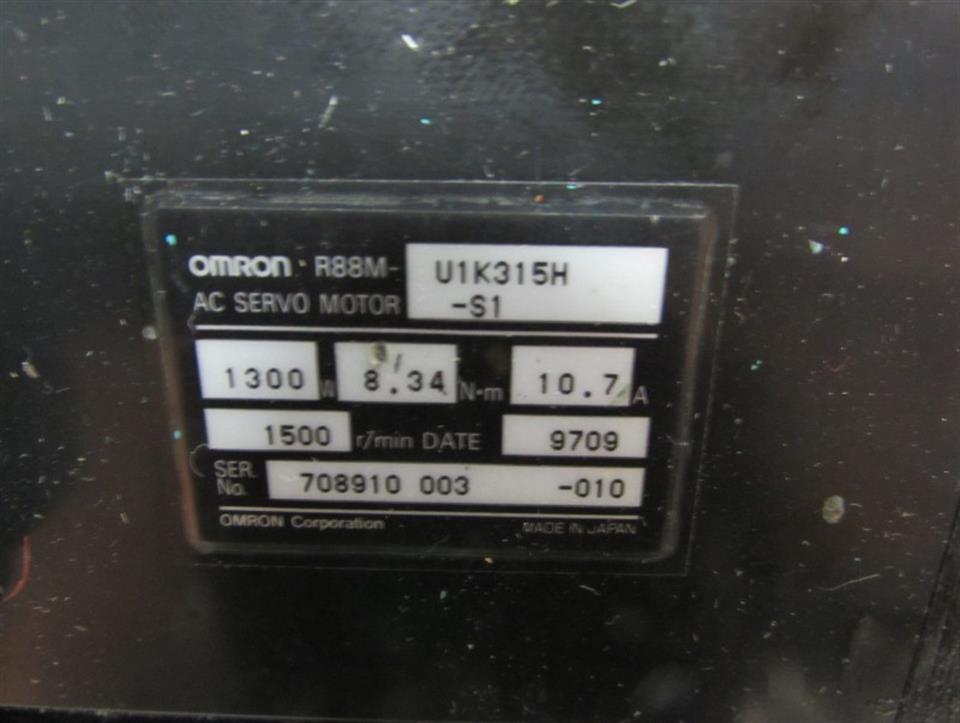 OMRON R88M- U1K315H
AC SERVO MOTOR -S1
1300 W 8.34 N·m 10.7 A
1500 r/min DATE 9709
SER. No. 708910 003 -010
OMRON Corporation MADE IN JAPAN